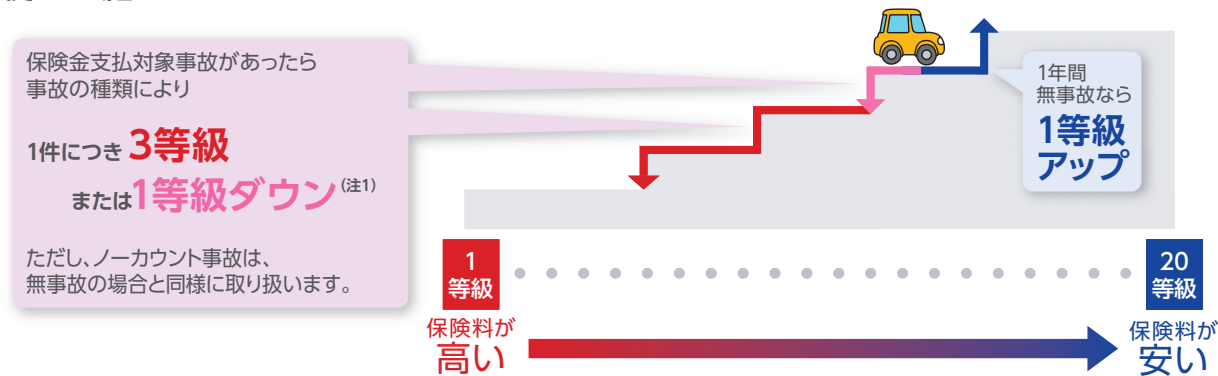 保険金支払対象事故があったら
事故の種類により
1件につき 3等級
または1等級ダウン(注1)
ただし、ノーカウント事故は、
無事故の場合と同様に取り扱います。
1年間
無事故なら
1等級
アップ
1
等級
20
等級
保険料が
高い
保険料が
安い